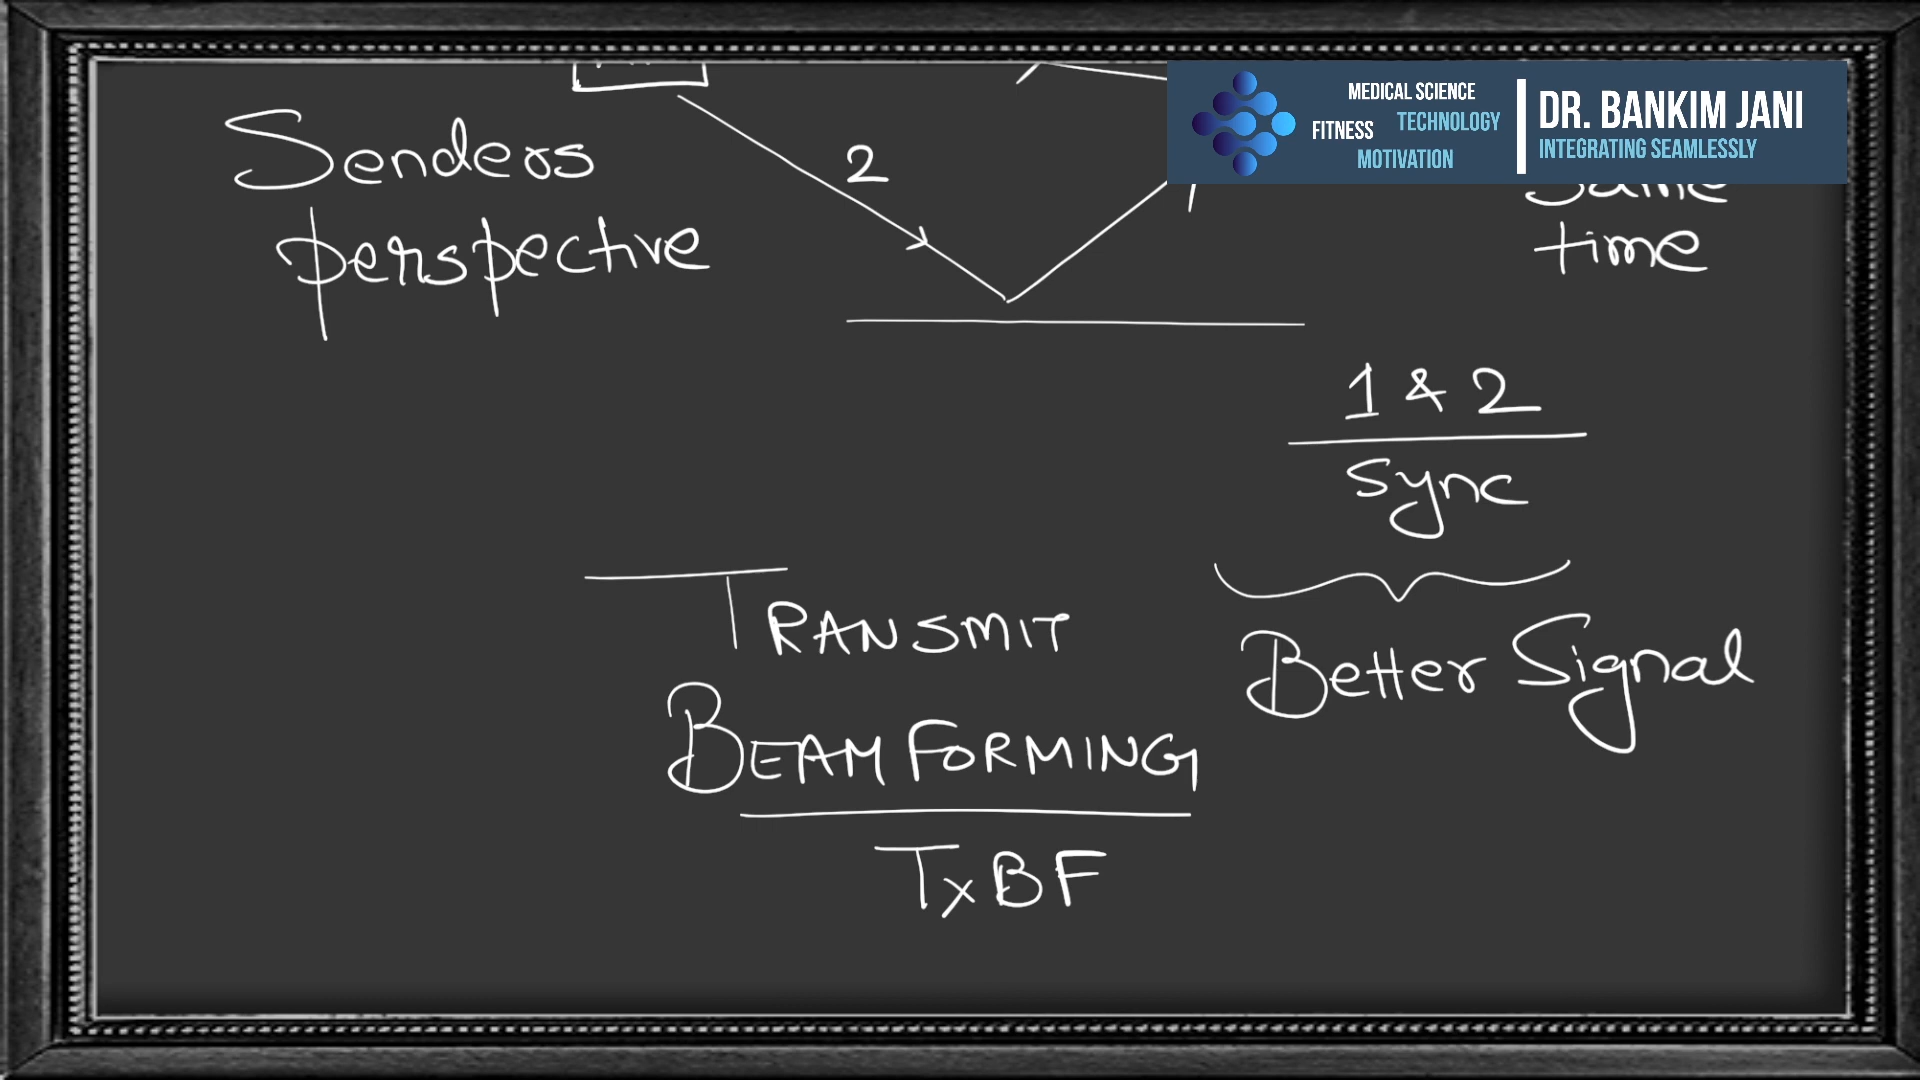 MEDICAL SCIENCE
FITNESS TECHNOLOGY
MOTIVATION
DR. BANKIM JANI
INTEGRATING SEAMLESSLY
Senders
perspective
2
time
1 & 2
Sync
Better Signal
TRANSMIT
BEAM FORMING
TxBF